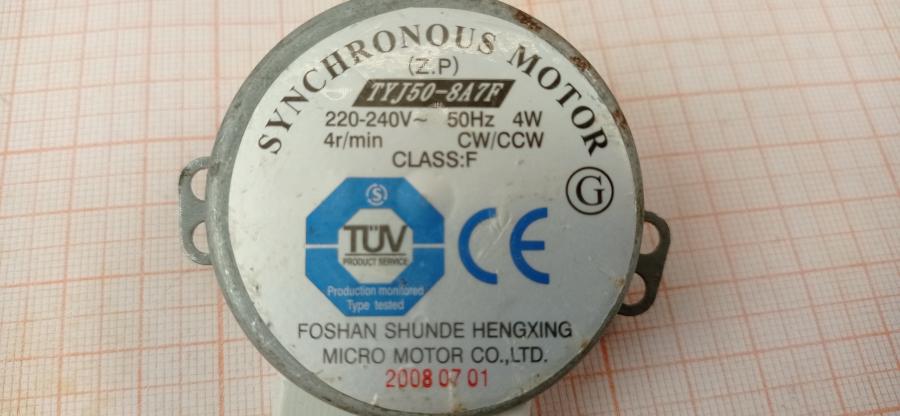 SYNCHRONOUS MOTOR
(Z.P)
TYJ50-8A7F
220-240V~ 50Hz 4W
4r/min CW/CCW
CLASS:F
G
S
TÜV
PRODUCT SERVICE
CE
Production monitored
Type tested
FOSHAN SHUNDE HENGXING
MICRO MOTOR CO.,LTD.
2008 07 01